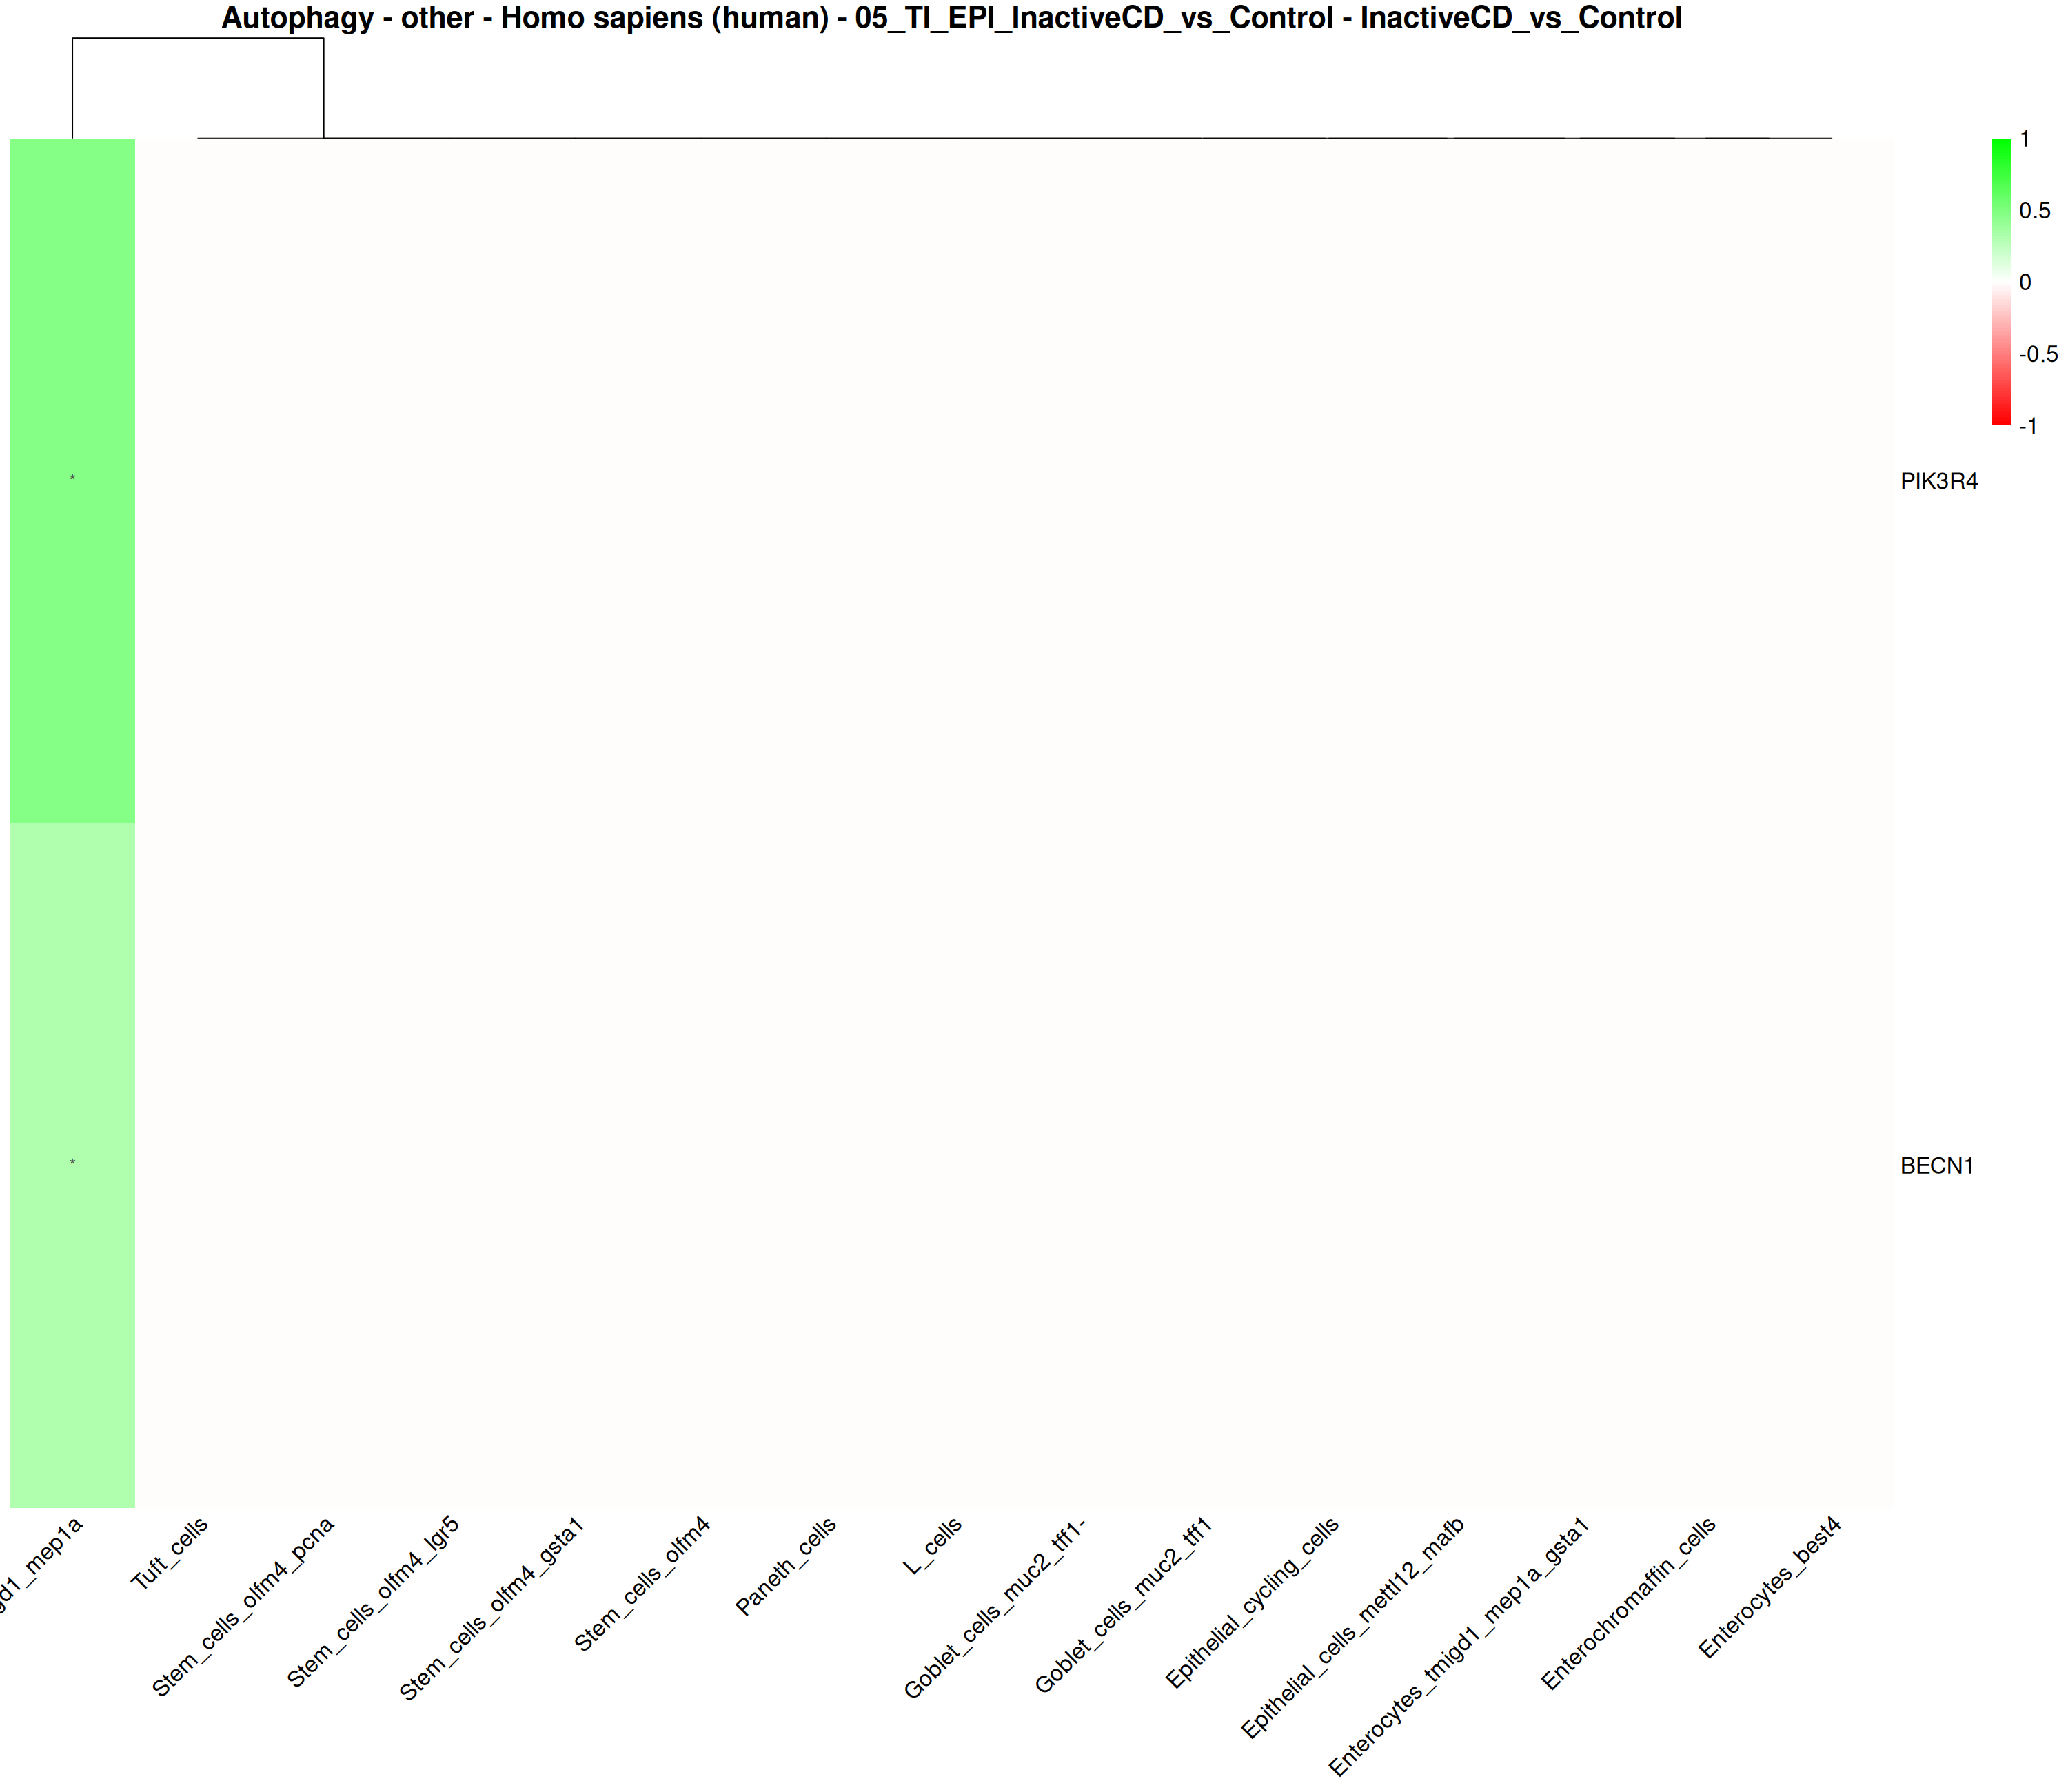 Autophagy - other - Homo sapiens (human) - 05_TI_EPI_InactiveCD_vs_Control - InactiveCD_vs_Control
1
0.5
0
-0.5
-1
*
PIK3R4
*
BECN1
gd1_mep1a
Tuft_cells
Stem_cells_olfm4_pcna
Stem_cells_olfm4_lgr5
Stem_cells_olfm4_gsta1
Stem_cells_olfm4
Paneth_cells
L_cells
Goblet_cells_muc2_tff1-
Goblet_cells_muc2_tff1
Epithelial_cycling_cells
Epithelial_cells_mettl12_mafb
Enterocytes_tmigd1_mep1a_gsta1
Enterochromaffin_cells
Enterocytes_best4